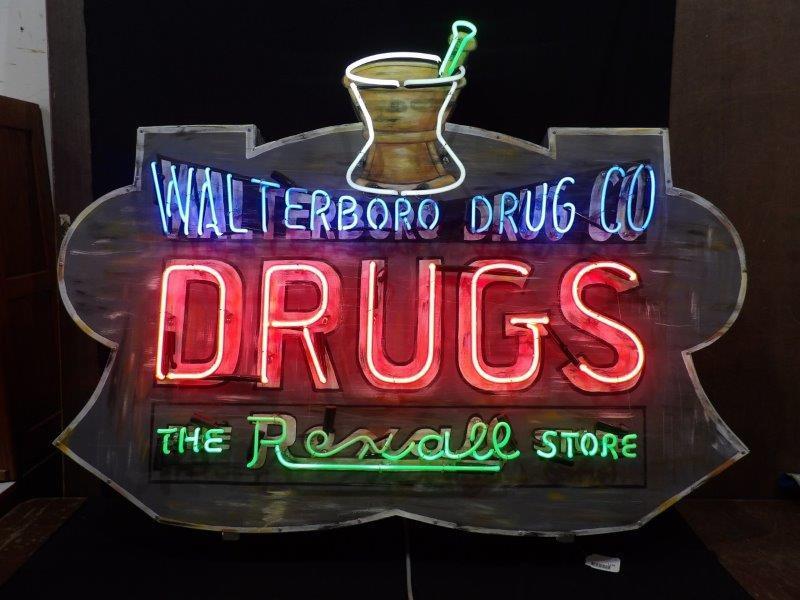 WALTERBORO DRUG CO
DRUGS
THE Rexall STORE